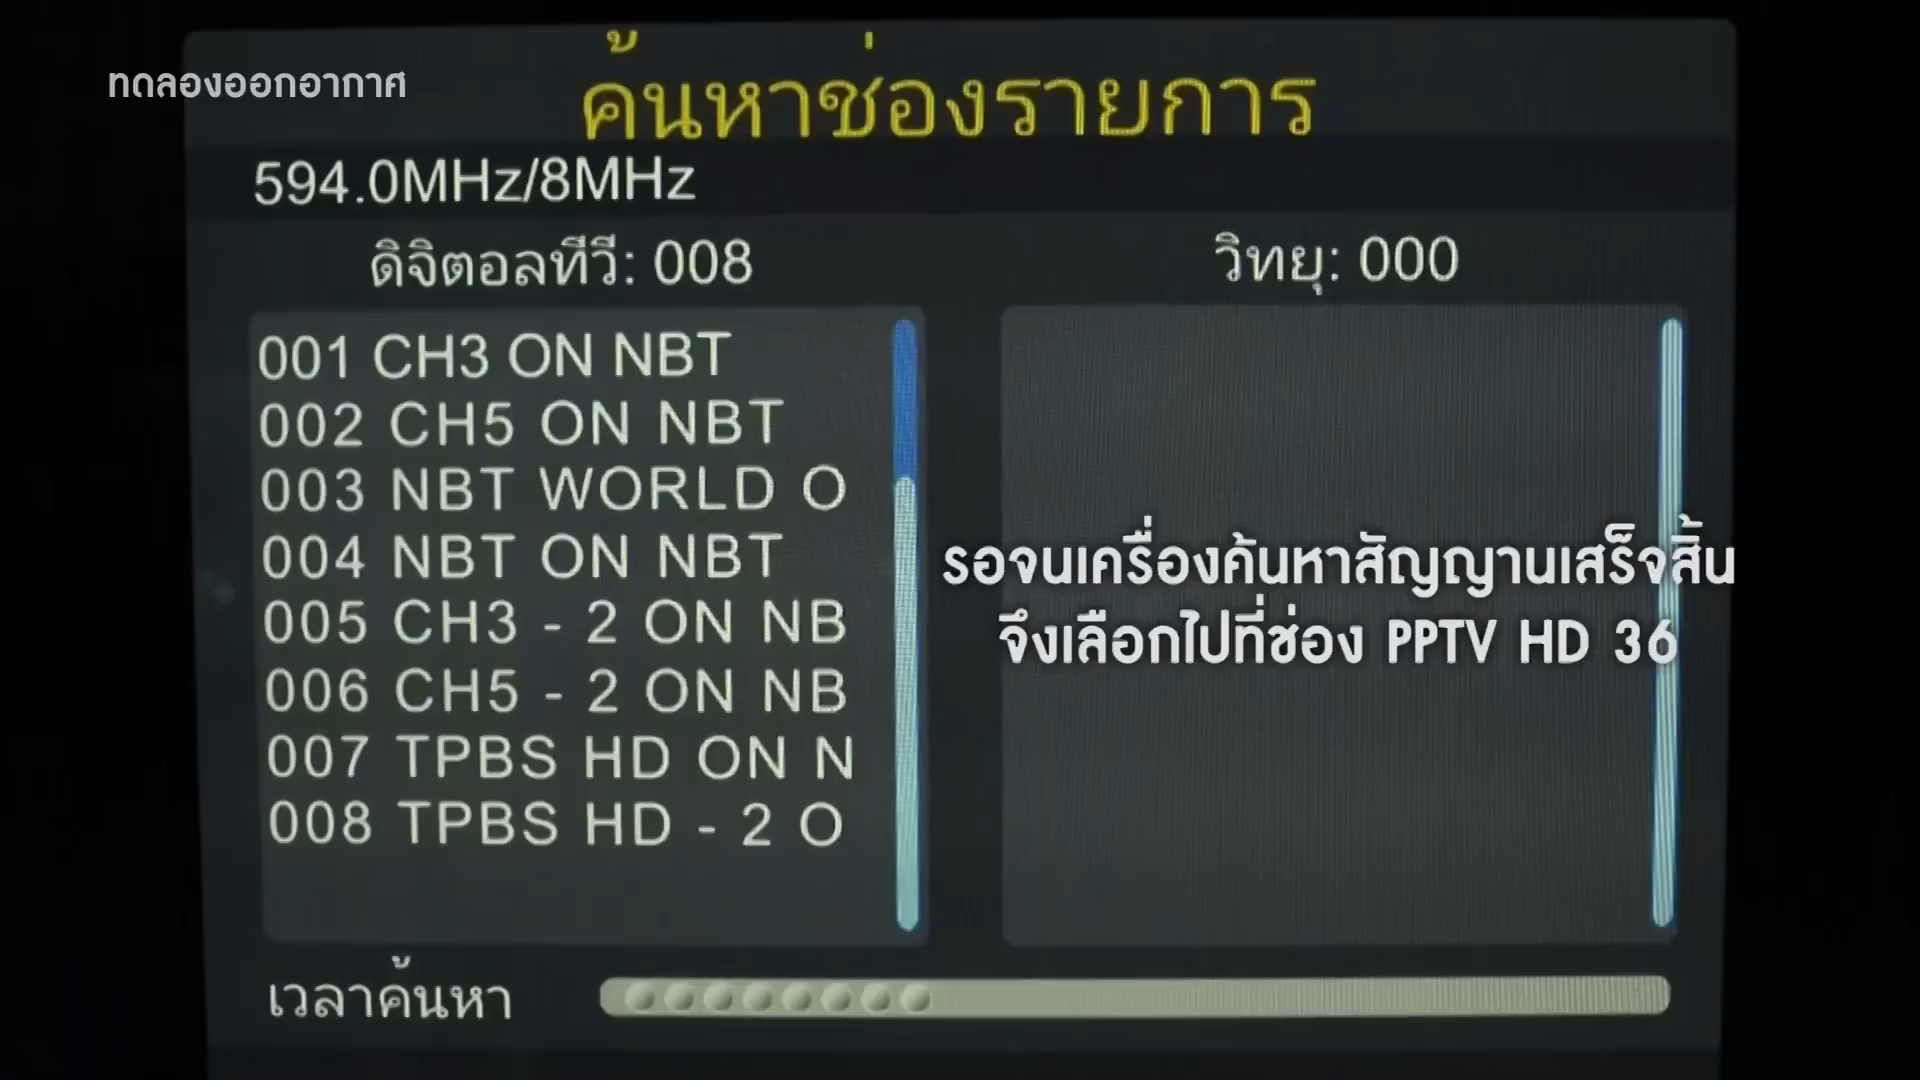 ทดลองออกอากาศ
ค้นหาช่องรายการ
594.0MHz/8MHz
ดิจิตอลทีวี: 008
วิทยุ: 000
001 CH3 ON NBT
002 CH5 ON NBT
003 NBT WORLD O
004 NBT ON NBT
005 CH3 - 2 ON NB
006 CH5 - 2 ON NB
007 TPBS HD ON N
008 TPBS HD - 2 O
รอจนเครื่องค้นหาสัญญานเสร็จสิ้น
จึงเลือกไปที่ช่อง PPTV HD 36
เวลาค้นหา